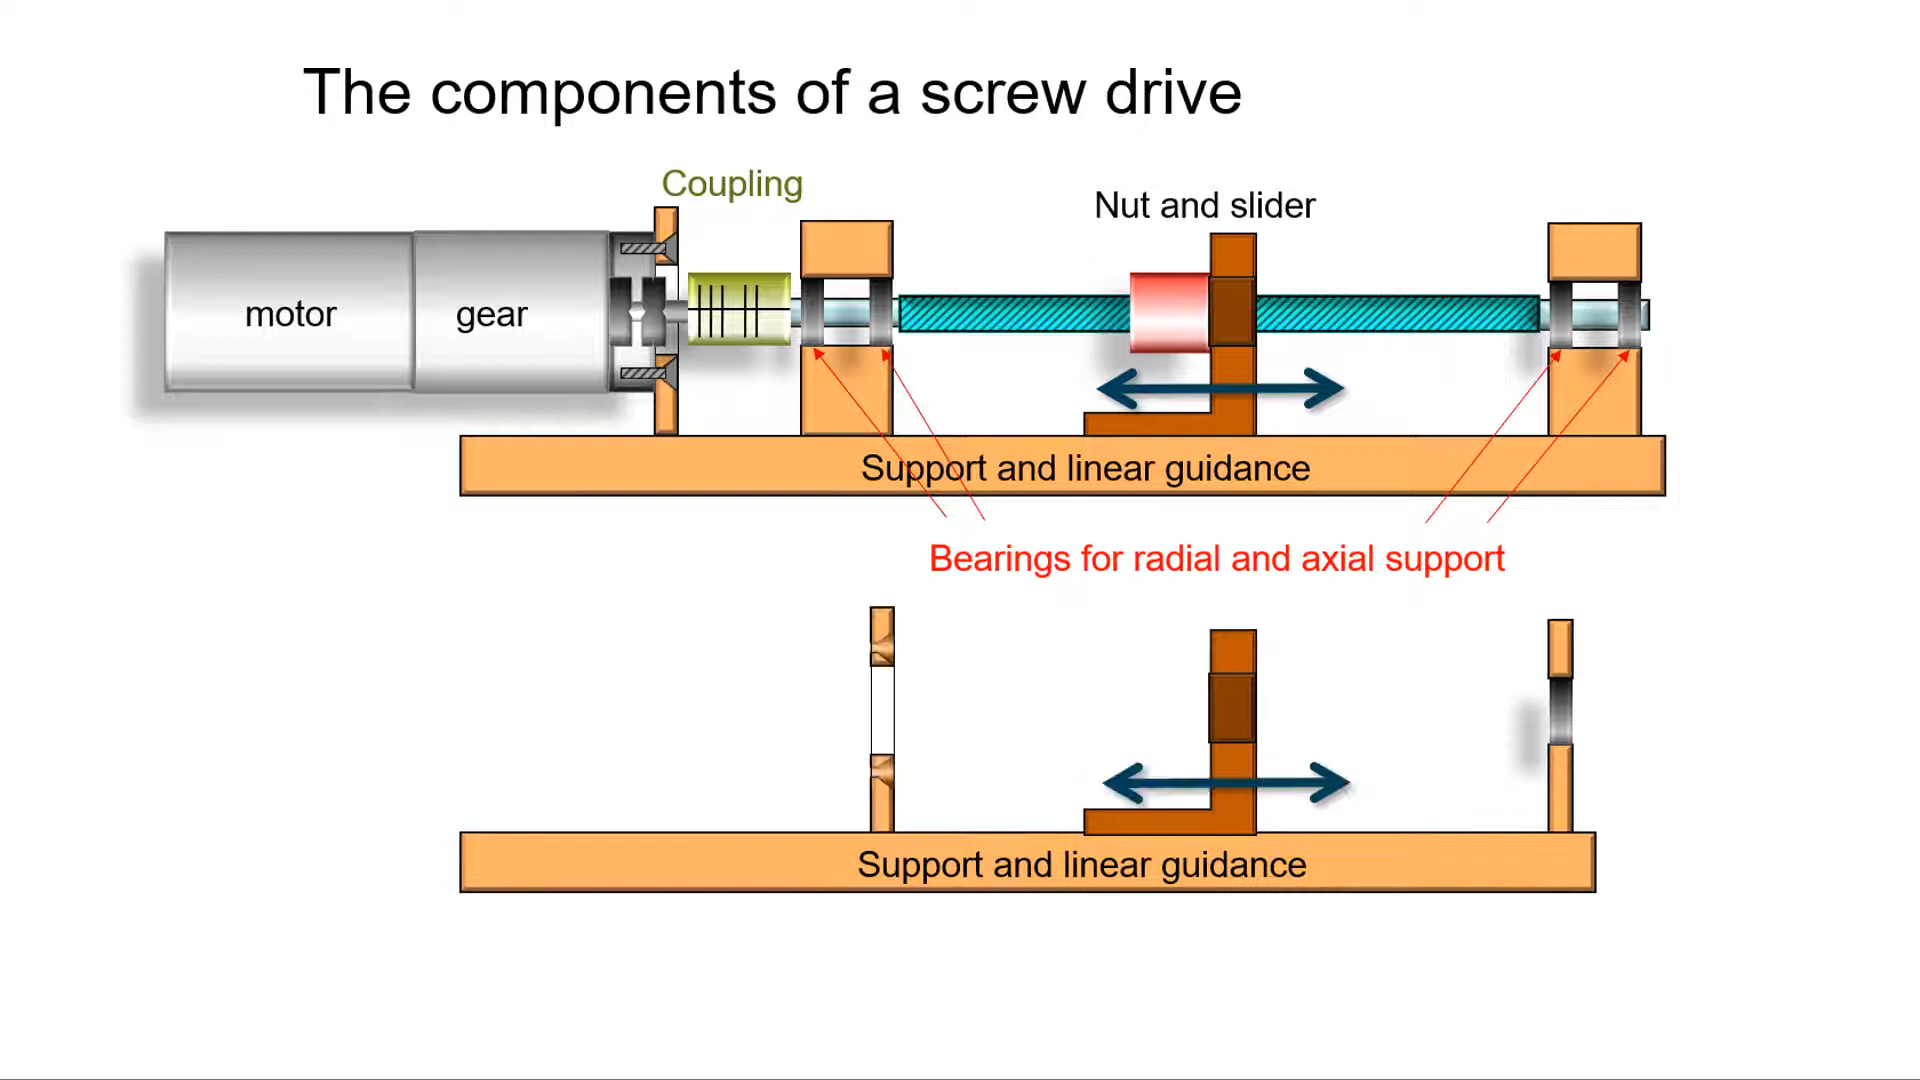 The components of a screw drive
Coupling
Nut and slider
motor
gear
Support and linear guidance
Bearings for radial and axial support
Support and linear guidance